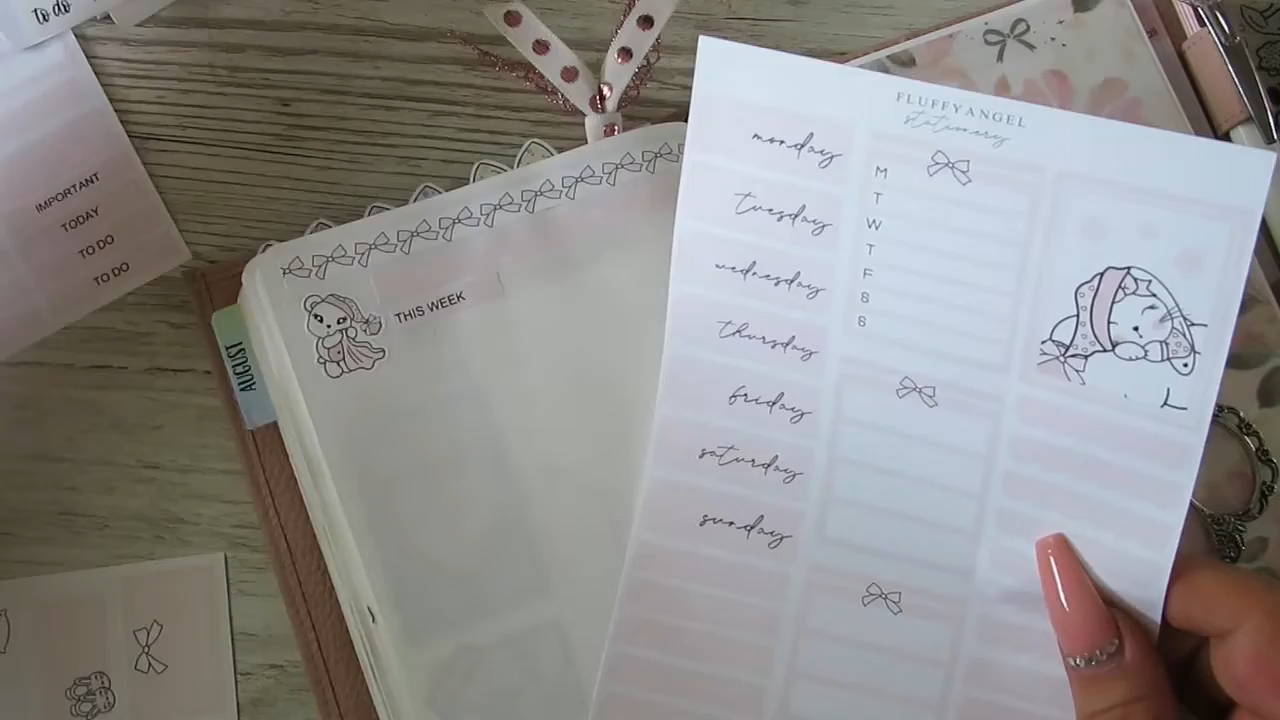 to do
IMPORTANT
TODAY
TO DO
TO DO
AUGUST
THIS WEEK
FLUFFYANGEL
stationery
monday
tuesday
wednesday
thursday
friday
saturday
sunday
M
T
W
T
F
S
S